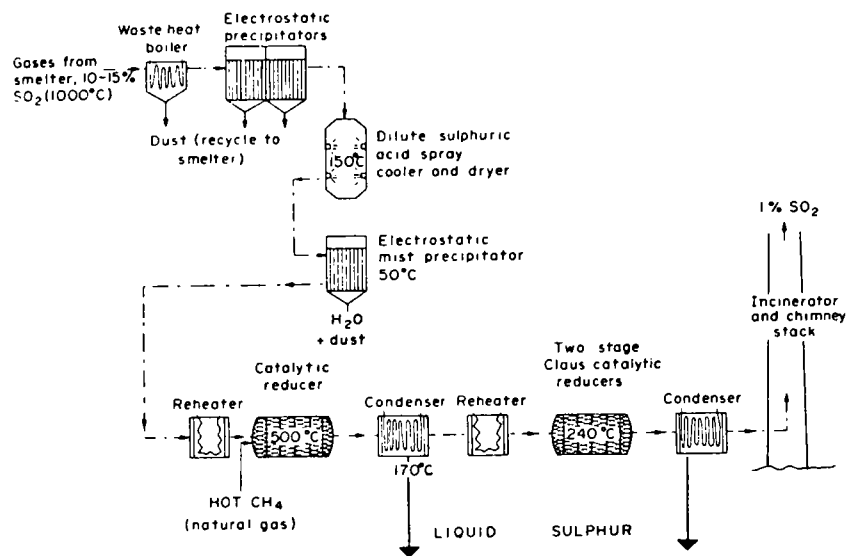 Waste heat
boiler
Electrostatic
precipitators
Gases from
smelter, 10-15%
SO₂(1000°C)
Dust (recycle to
smelter)
150°C
Dilute sulphuric
acid spray
cooler and dryer
Electrostatic
mist precipitator
50°C
H₂O
+ dust
1% SO₂
Incinerator
and chimney
stack
Reheater
Catalytic
reducer
500°C
HOT CH₄
(natural gas)
Condenser
170°C
Reheater
Two stage
Claus catalytic
reducers
240°C
Condenser
LIQUID SULPHUR